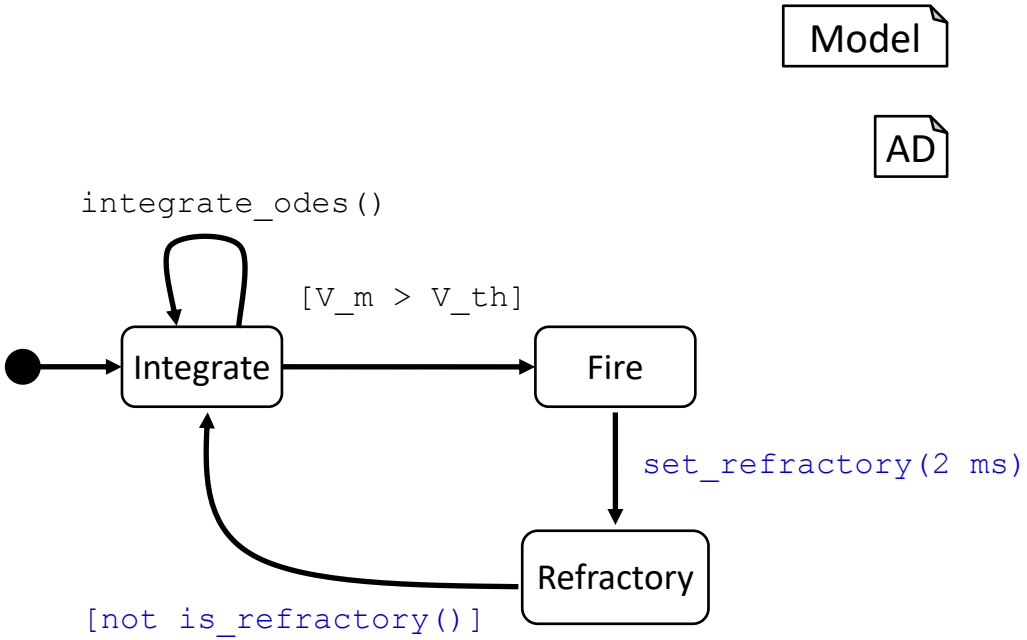 Model
AD
integrate_odes()
[V_m > V_th]
Integrate
Fire
set_refractory(2 ms)
Refractory
[not is_refractory()]